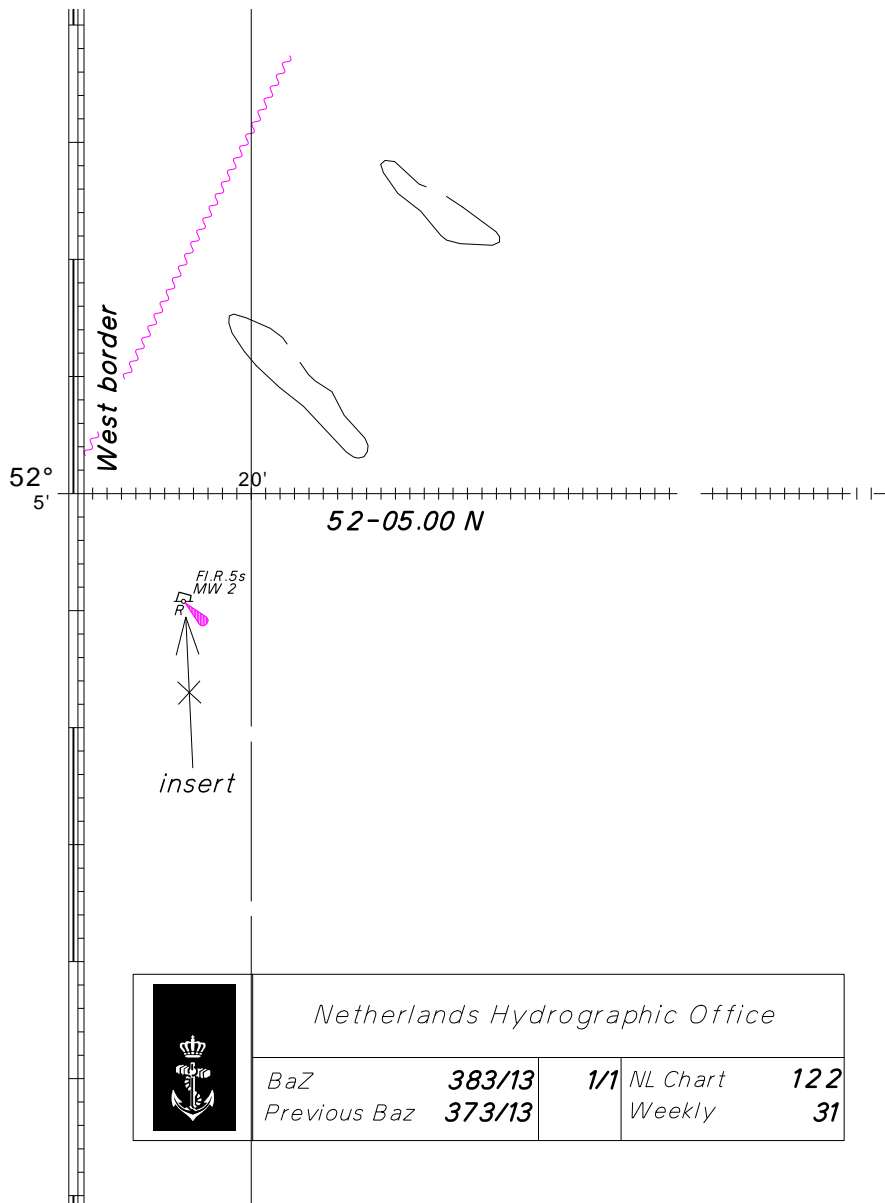 West border
52°
5'
20'
52-05.00 N
Fl.R.5s
MW 2
R
insert
Netherlands Hydrographic Office
BaZ 383/13 1/1 NL Chart 122
Previous Baz 373/13 Weekly 31